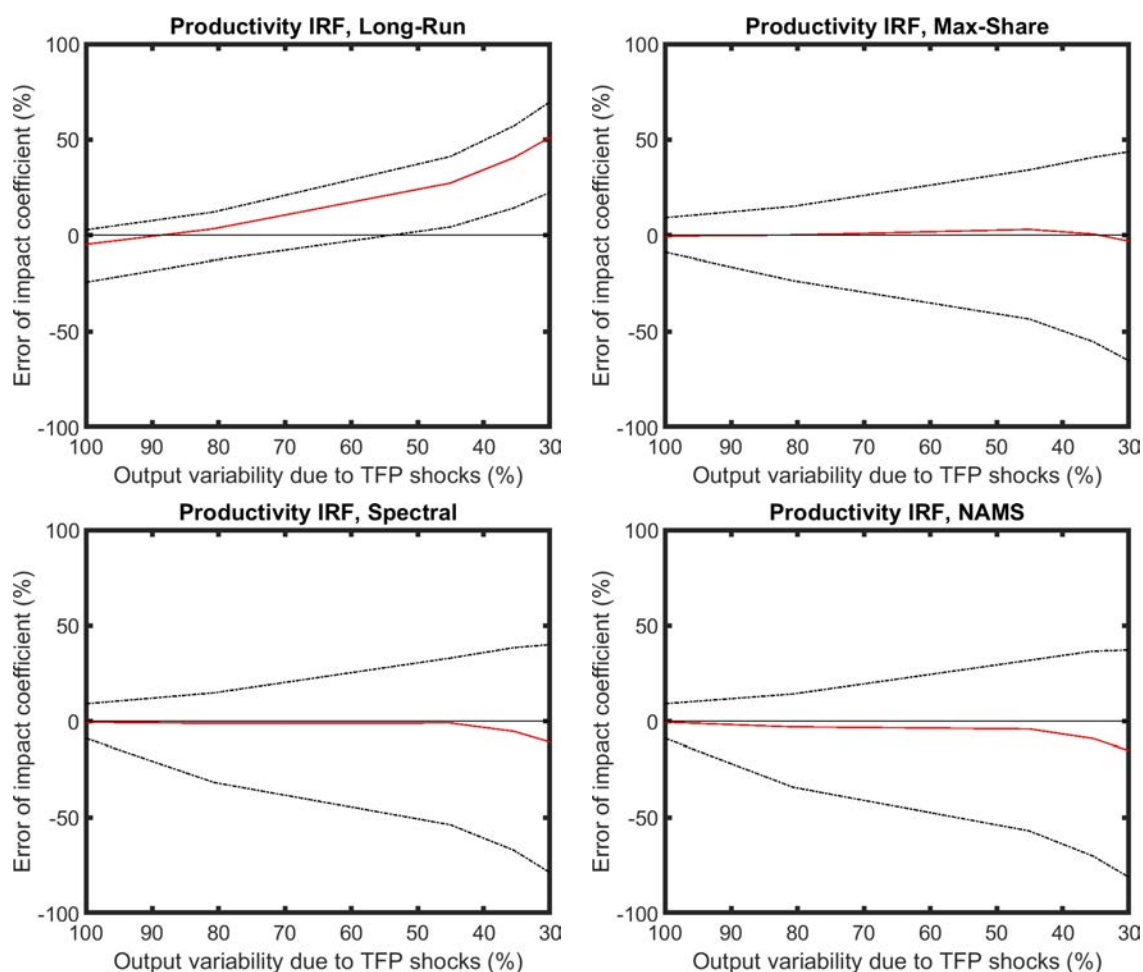 Productivity IRF, Long-Run
Error of impact coefficient (%)
100
50
0
-50
-100
100 90 80 70 60 50 40 30
Output variability due to TFP shocks (%)
Productivity IRF, Max-Share
Error of impact coefficient (%)
100
50
0
-50
-100
100 90 80 70 60 50 40 30
Output variability due to TFP shocks (%)
Productivity IRF, Spectral
Error of impact coefficient (%)
100
50
0
-50
-100
100 90 80 70 60 50 40 30
Output variability due to TFP shocks (%)
Productivity IRF, NAMS
Error of impact coefficient (%)
100
50
0
-50
-100
100 90 80 70 60 50 40 30
Output variability due to TFP shocks (%)